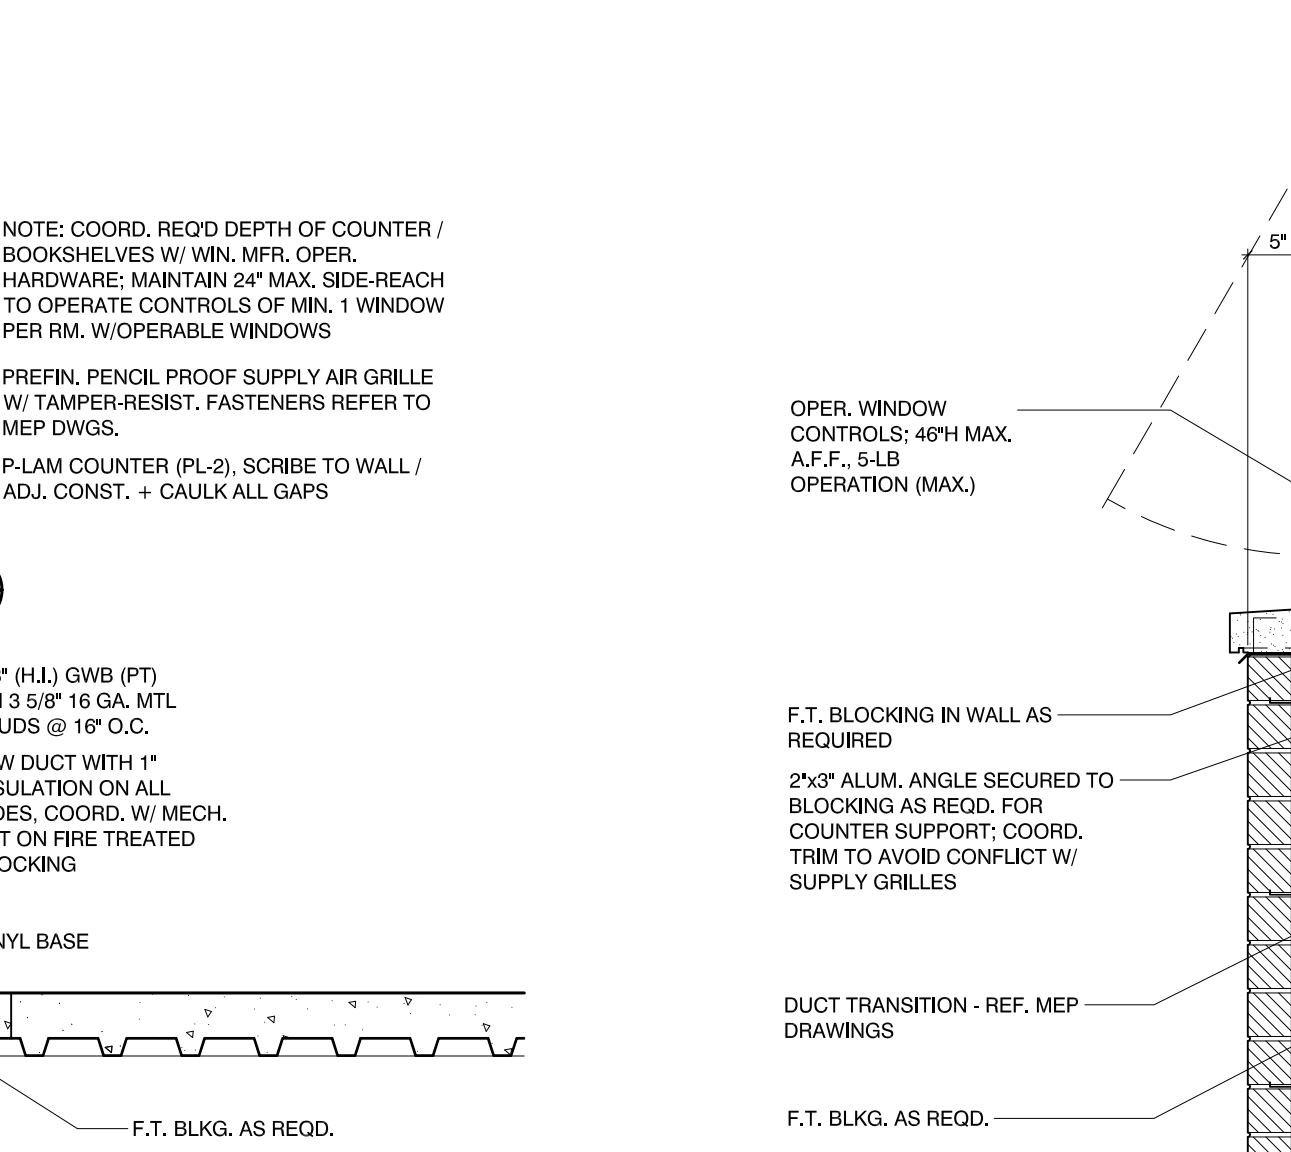 NOTE: COORD. REQ'D DEPTH OF COUNTER /
BOOKSHELVES W/ WIN. MFR. OPER.
HARDWARE; MAINTAIN 24" MAX. SIDE-REACH
TO OPERATE CONTROLS OF MIN. 1 WINDOW
PER RM. W/OPERABLE WINDOWS
PREFIN. PENCIL PROOF SUPPLY AIR GRILLE
W/ TAMPER-RESIST. FASTENERS REFER TO
MEP DWGS.
P-LAM COUNTER (PL-2), SCRIBE TO WALL /
ADJ. CONST. + CAULK ALL GAPS
(H.I.) GWB (PT)
3 5/8" 16 GA. MTL
@ 16" O.C.
DUCT WITH 1"
ON ALL
COORD. W/ MECH.
ON FIRE TREATED
BASE
F.T. BLKG. AS REQD.
5"
OPER. WINDOW
CONTROLS; 46"H MAX.
A.F.F., 5-LB
OPERATION (MAX.)
F.T. BLOCKING IN WALL AS
REQUIRED
2"x3" ALUM. ANGLE SECURED TO
BLOCKING AS REQD. FOR
COUNTER SUPPORT; COORD.
TRIM TO AVOID CONFLICT W/
SUPPLY GRILLES
DUCT TRANSITION - REF. MEP
DRAWINGS
F.T. BLKG. AS REQD.